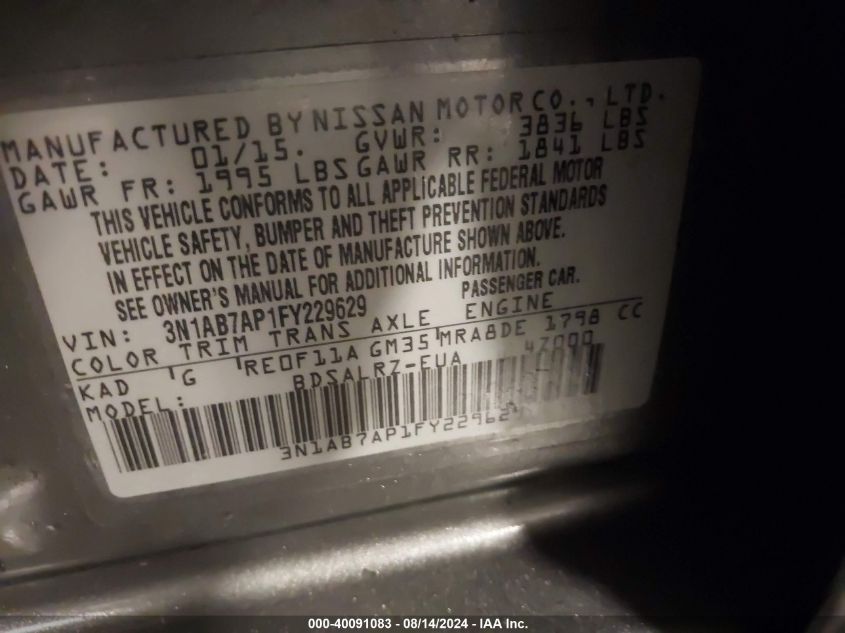 MANUFACTURED BY NISSAN MOTOR CO., LTD.
DATE: 01/15. GVWR: 3836 LBS
GAWR FR: 1995 LBS GAWR RR: 1841 LBS
THIS VEHICLE CONFORMS TO ALL APPLICABLE FEDERAL MOTOR
VEHICLE SAFETY, BUMPER AND THEFT PREVENTION STANDARDS
IN EFFECT ON THE DATE OF MANUFACTURE SHOWN ABOVE.
SEE OWNER'S MANUAL FOR ADDITIONAL INFORMATION.
VIN: 3N1AB7AP1FY229629 PASSENGER CAR.
COLOR TRIM TRANS AXLE ENGINE
KAD G RE0F11A GM35 MRA8DE 1798 CC
MODEL: BDSALRZ-EUA 47000
3N1AB7AP1FY229629
000-40091083 - 08/14/2024 - IAA Inc.